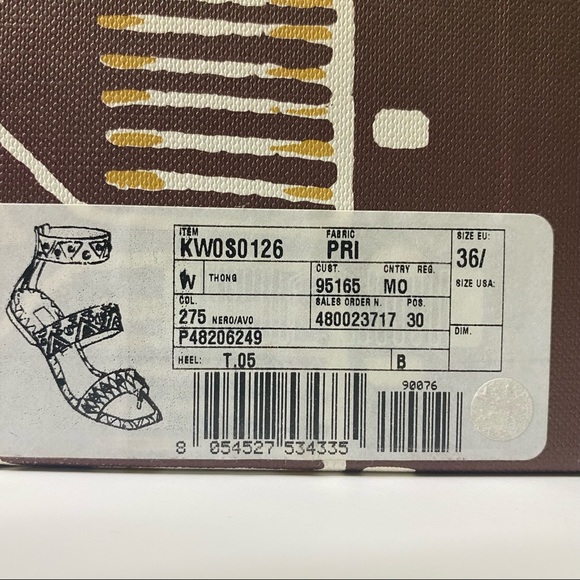 ITEM FABRIC SIZE EU:
KW0S0126 PRI 36/
THONG
CUST. CNTRY REG. SIZE USA:
95165 MO
COL. SALES ORDER N. POS.
275 NERO/AVO 480023717 30
DIM.
P48206249
HEEL: T.05 B
90076
8 054527 534335